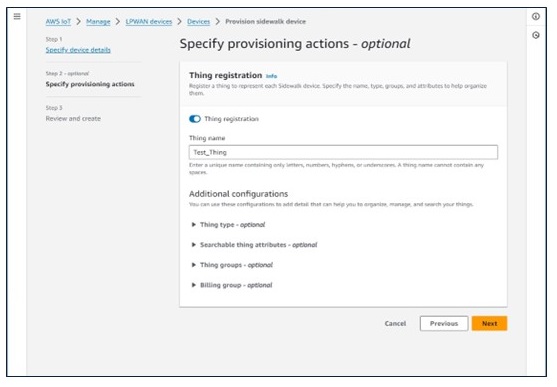 AWS IoT > Manage > LPWAN devices > Devices > Provision sidewalk device
Step 1
Specify device details
Step 2 - optional
Specify provisioning actions
Step 3
Review and create
Specify provisioning actions - optional
Thing registration Info
Register a thing to represent each Sidewalk device. Specify the name, type, groups, and attributes to help organize
them.
Thing registration
Thing name
Test_Thing
Enter a unique name containing only letters, numbers, hyphens, or underscores. A thing name cannot contain any
spaces.
Additional configurations
You can use these configurations to add detail that can help you to organize, manage, and search your things.
Thing type - optional
Searchable thing attributes - optional
Thing groups - optional
Billing group - optional
Cancel Previous Next